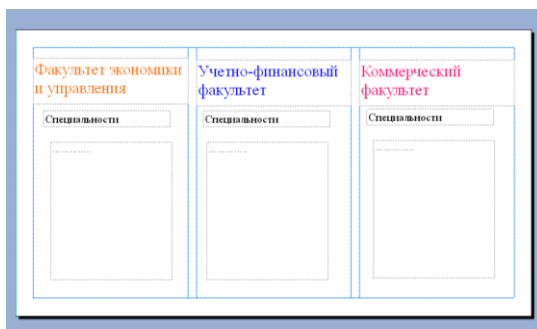 Факультет экономики
и управления
Специальности
..............
Учетно-финансовый
факультет
Специальности
..............
Коммерческий
факультет
Специальности
..............